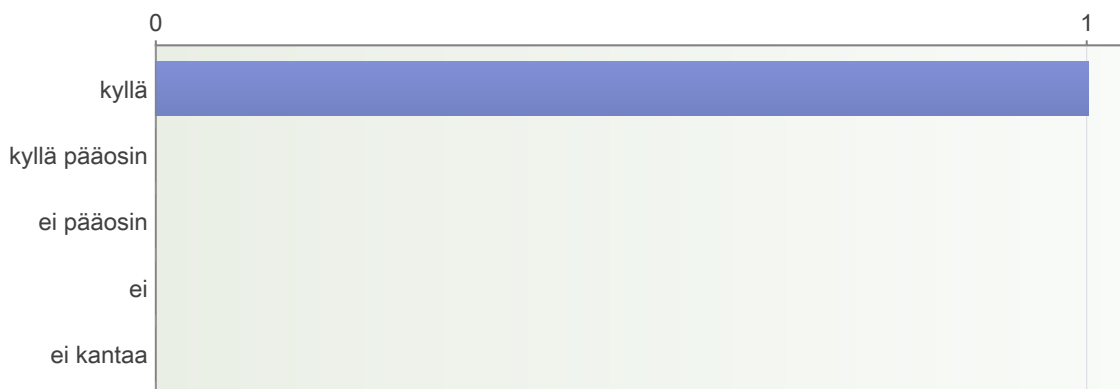 0 1
kyllä
kyllä pääosin
ei pääosin
ei
ei kantaa